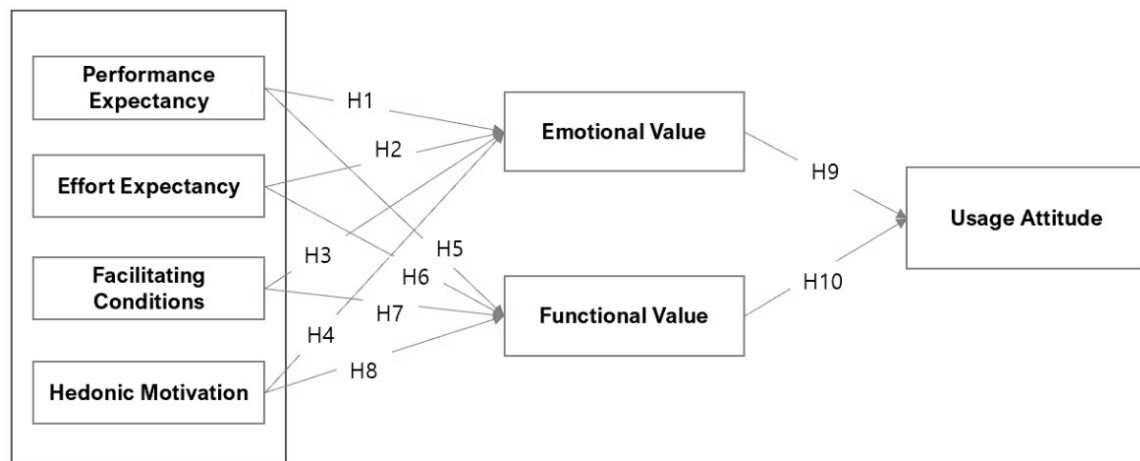 Performance
Expectancy
Effort Expectancy
Facilitating
Conditions
Hedonic Motivation
H1
H2
H3
H4
H5
H6
H7
H8
Emotional Value
Functional Value
H9
H10
Usage Attitude